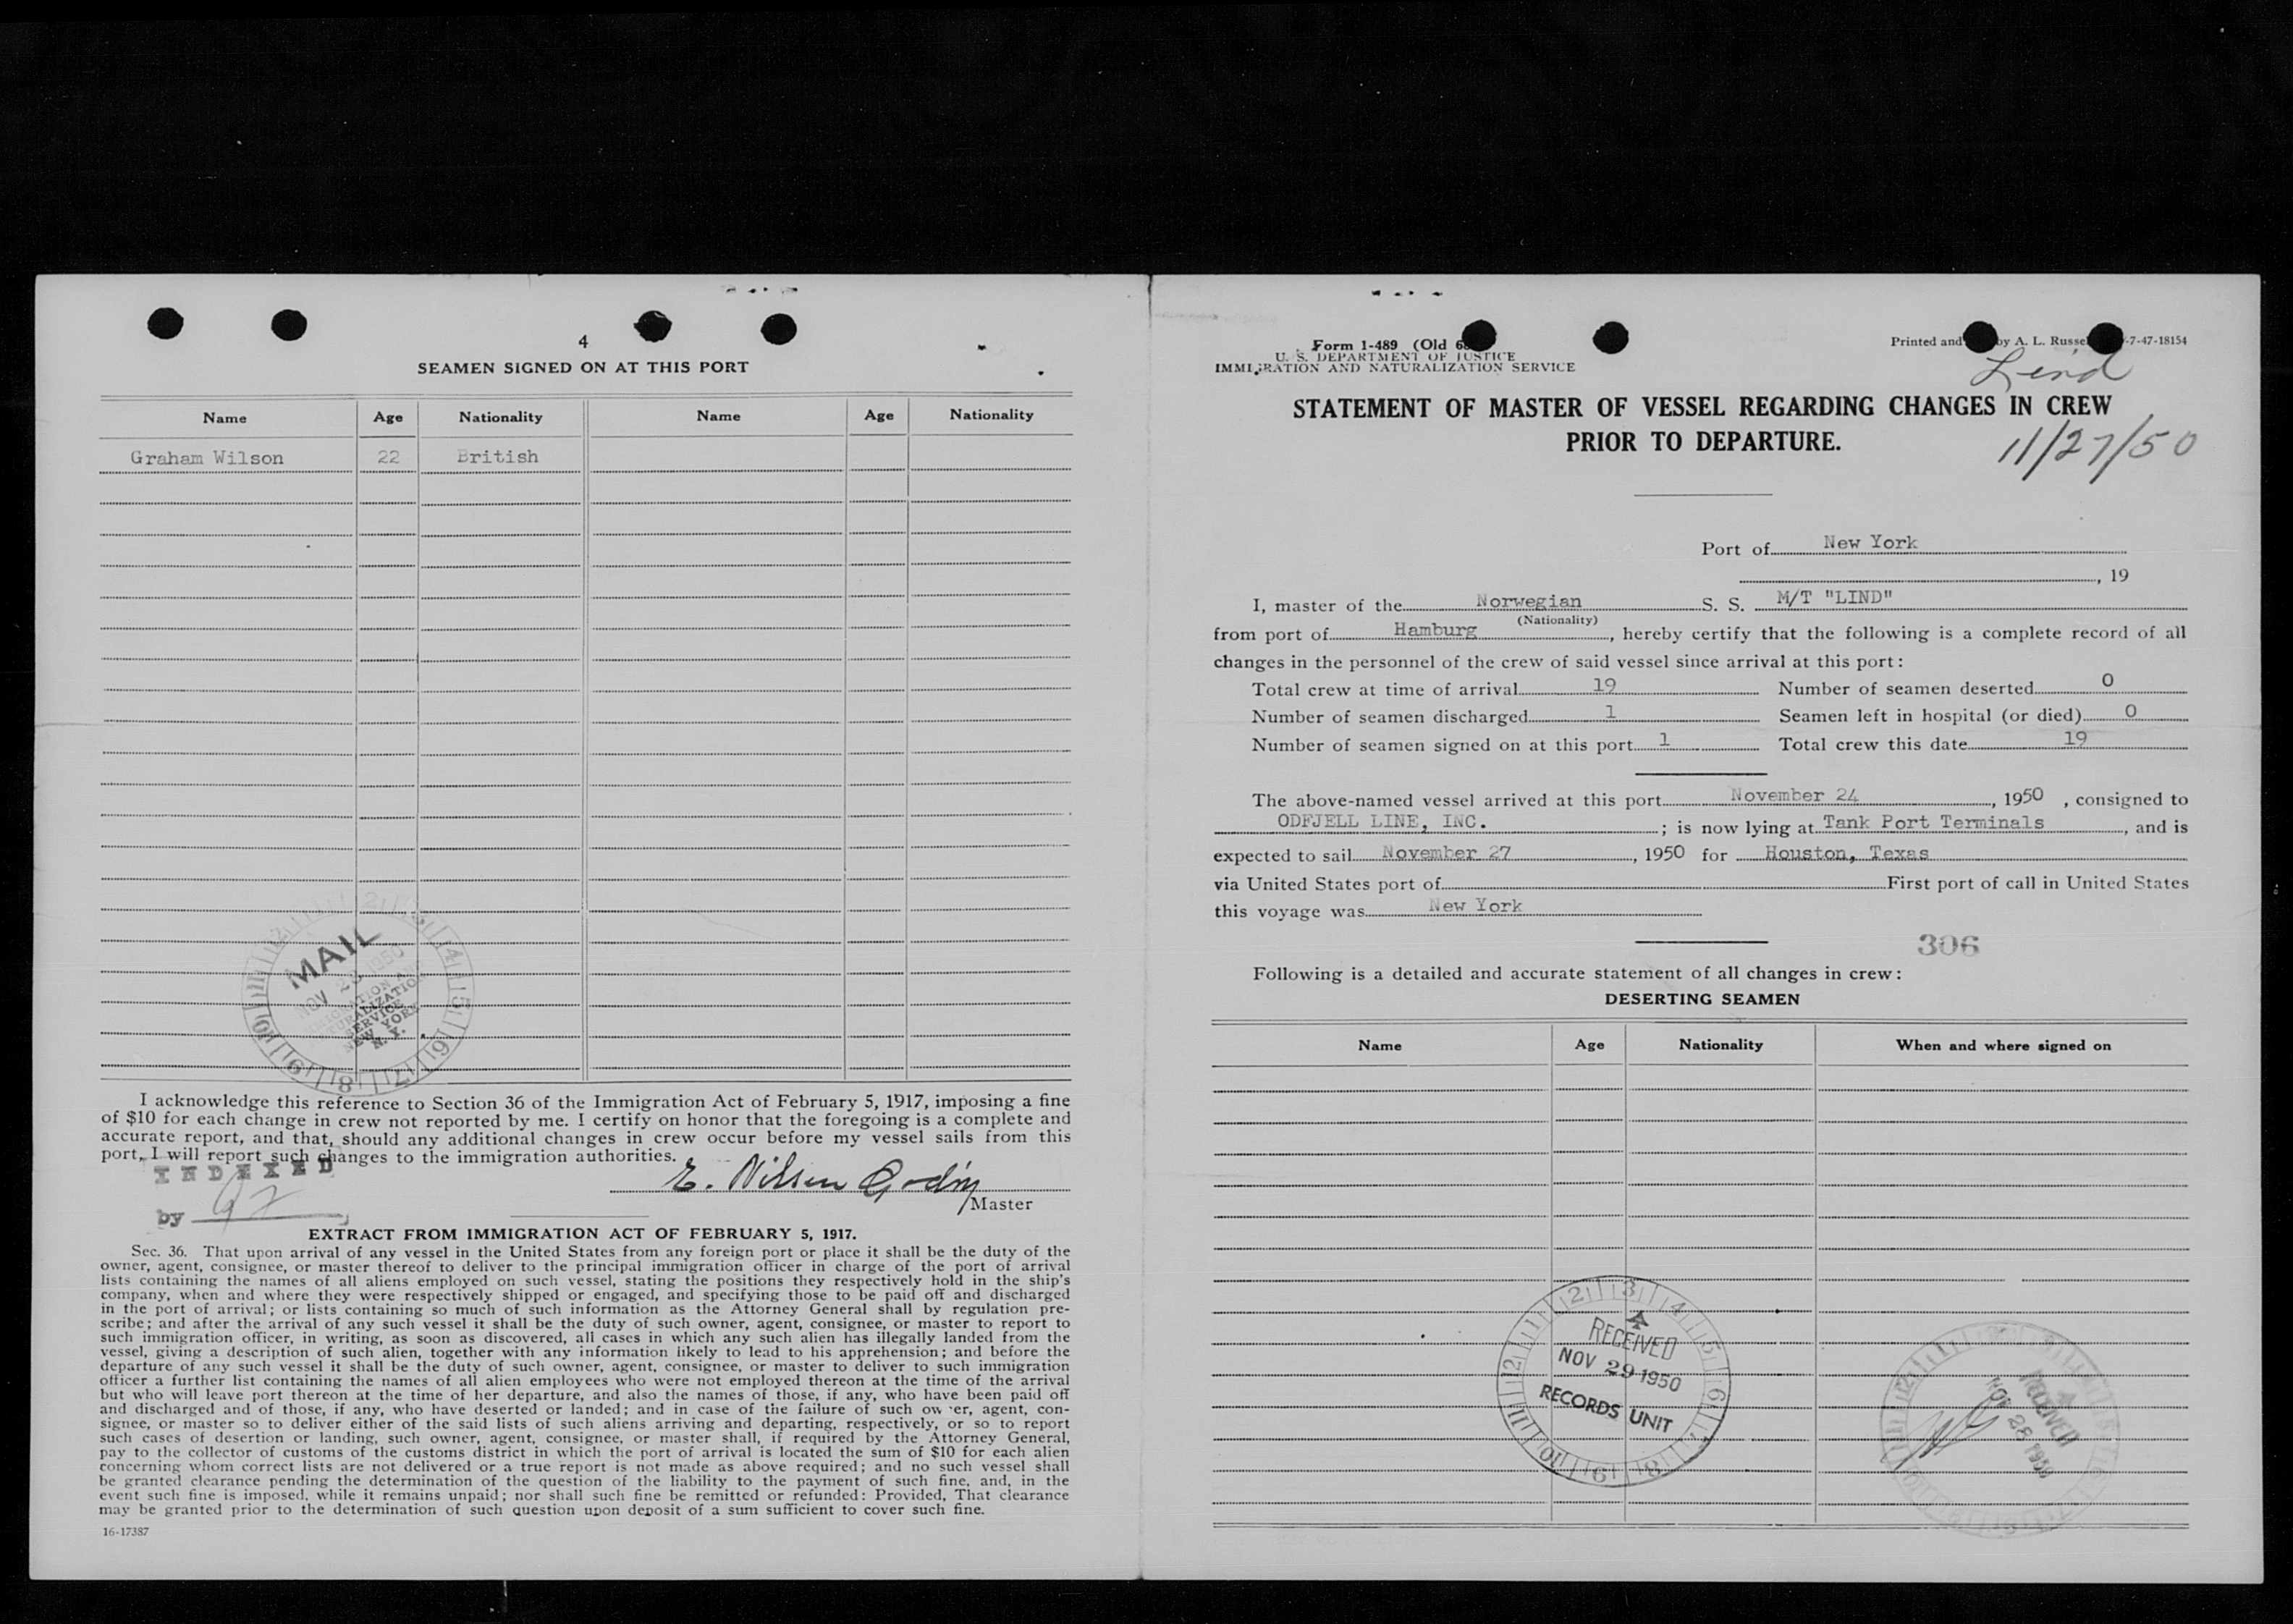 4
SEAMEN SIGNED ON AT THIS PORT
Name Age Nationality Name Age Nationality
Graham Wilson 22 British
MAIL
NOV 1950
NATURALIZATION
SERVICE
NEW YORK
N. Y.
I acknowledge this reference to Section 36 of the Immigration Act of February 5, 1917, imposing a fine
of $10 for each change in crew not reported by me. I certify on honor that the foregoing is a complete and
accurate report, and that, should any additional changes in crew occur before my vessel sails from this
port, I will report such changes to the immigration authorities.
INDEXED
by
E. Nilsen
Master
EXTRACT FROM IMMIGRATION ACT OF FEBRUARY 5, 1917.
Sec. 36. That upon arrival of any vessel in the United States from any foreign port or place it shall be the duty of the
owner, agent, consignee, or master thereof to deliver to the principal immigration officer in charge of the port of arrival
lists containing the names of all aliens employed on such vessel, stating the positions they respectively hold in the ship's
company, when and where they were respectively shipped or engaged, and specifying those to be paid off and discharged
in the port of arrival; or lists containing so much of such information as the Attorney General shall by regulation pre-
scribe; and after the arrival of any such vessel it shall be the duty of such owner, agent, consignee, or master to report to
such immigration officer, in writing, as soon as discovered, all cases in which any such alien has illegally landed from the
vessel, giving a description of such alien, together with any information likely to lead to his apprehension; and before the
departure of any such vessel it shall be the duty of such owner, agent, consignee, or master to deliver to such immigration
officer a further list containing the names of all alien employees who were not employed thereon at the time of the arrival
but who will leave port thereon at the time of her departure, and also the names of those, if any, who have been paid off
and discharged and of those, if any, who have deserted or landed; and in case of the failure of such owner, agent, con-
signee, or master so to deliver either of the said lists of such aliens arriving and departing, respectively, or so to report
such cases of desertion or landing, such owner, agent, consignee, or master shall, if required by the Attorney General,
pay to the collector of customs of the customs district in which the port of arrival is located the sum of $10 for each alien
concerning whom correct lists are not delivered or a true report is not made as above required; and no such vessel shall
be granted clearance pending the determination of the question of the liability to the payment of such fine, and, in the
event such fine is imposed, while it remains unpaid; nor shall such fine be remitted or refunded: Provided, That clearance
may be granted prior to the determination of such question upon deposit of a sum sufficient to cover such fine.
16-17387
Form I-489 (Old
U. S. DEPARTMENT OF JUSTICE
IMMIGRATION AND NATURALIZATION SERVICE
Printed and by A. L. Russe 7-47-18154
Lind
STATEMENT OF MASTER OF VESSEL REGARDING CHANGES IN CREW
PRIOR TO DEPARTURE.
11/27/50
Port of New York
, 19
I, master of the Norwegian S. S. M/T "LIND"
(Nationality)
from port of Hamburg , hereby certify that the following is a complete record of all
changes in the personnel of the crew of said vessel since arrival at this port:
Total crew at time of arrival 19 Number of seamen deserted 0
Number of seamen discharged 1 Seamen left in hospital (or died) 0
Number of seamen signed on at this port 1 Total crew this date 19
The above-named vessel arrived at this port November 24, 1950, consigned to
ODFJELL LINE, INC. ; is now lying at Tank Port Terminals, and is
expected to sail November 27, 1950 for Houston, Texas
via United States port of First port of call in United States
this voyage was New York
306
Following is a detailed and accurate statement of all changes in crew:
DESERTING SEAMEN
Name Age Nationality When and where signed on
RECEIVED
NOV 29 1950
RECORDS UNIT
RECEIVED
NOV 28 1950